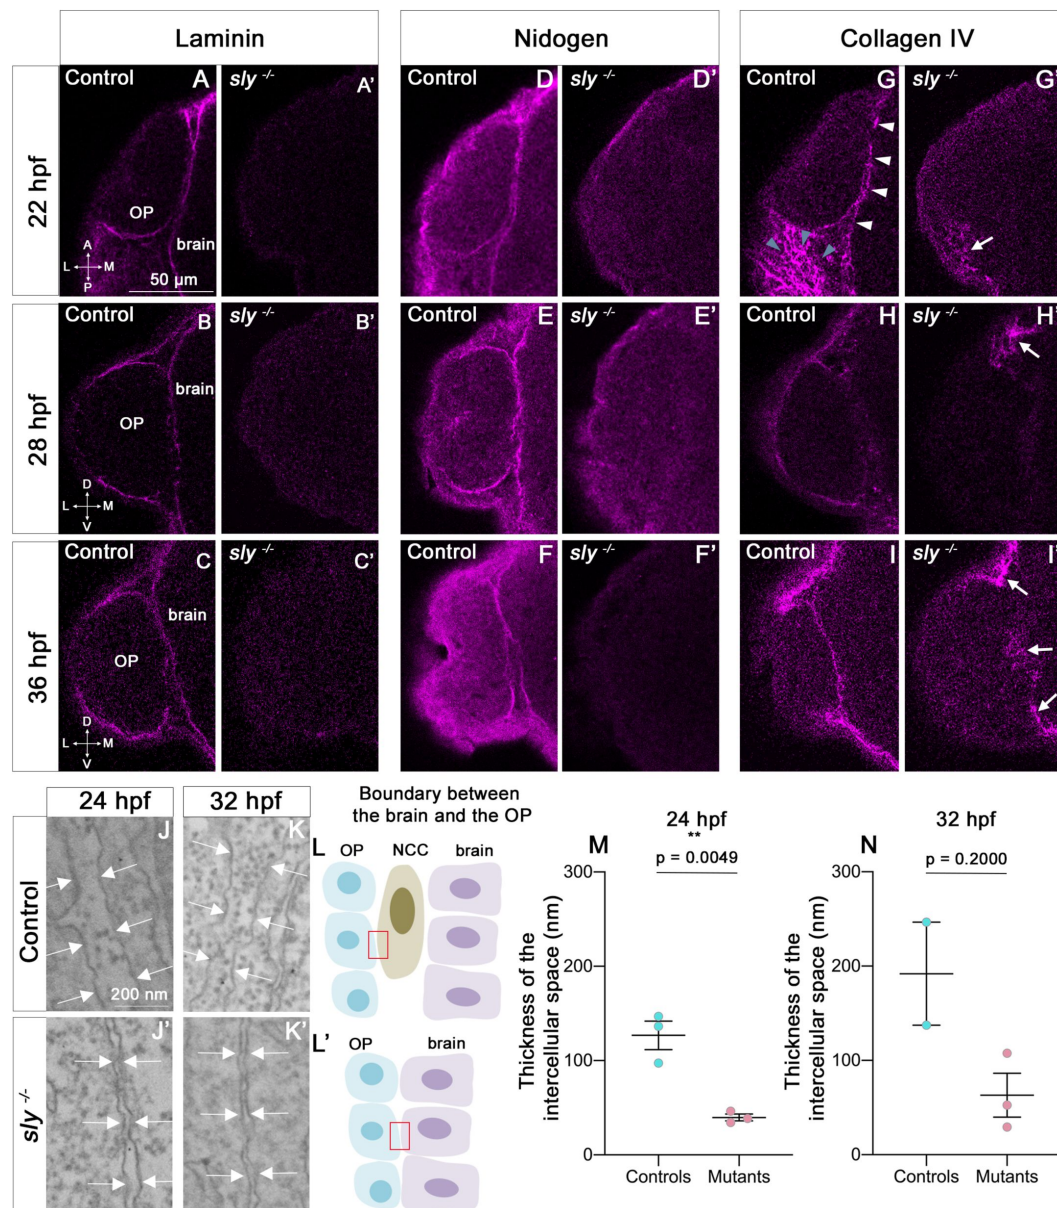 Laminin
Nidogen
Collagen IV
22 hpf
Control
A
sly -/-
A'
Control
D
sly -/-
D'
Control
G
sly -/-
G'
OP
brain
A
L
M
P
50 µm
28 hpf
Control
B
sly -/-
B'
Control
E
sly -/-
E'
Control
H
sly -/-
H'
brain
OP
D
L
M
V
36 hpf
Control
C
sly -/-
C'
Control
F
sly -/-
F'
Control
I
sly -/-
I'
brain
OP
D
L
M
V
24 hpf
32 hpf
Control
J
K
200 nm
sly -/-
J'
K'
Boundary between
the brain and the OP
L
OP
NCC
brain
L'
OP
brain
M
24 hpf
**
p = 0.0049
Thickness of the
intercellular space (nm)
300
200
100
0
Controls
Mutants
N
32 hpf
p = 0.2000
Thickness of the
intercellular space (nm)
300
200
100
0
Controls
Mutants